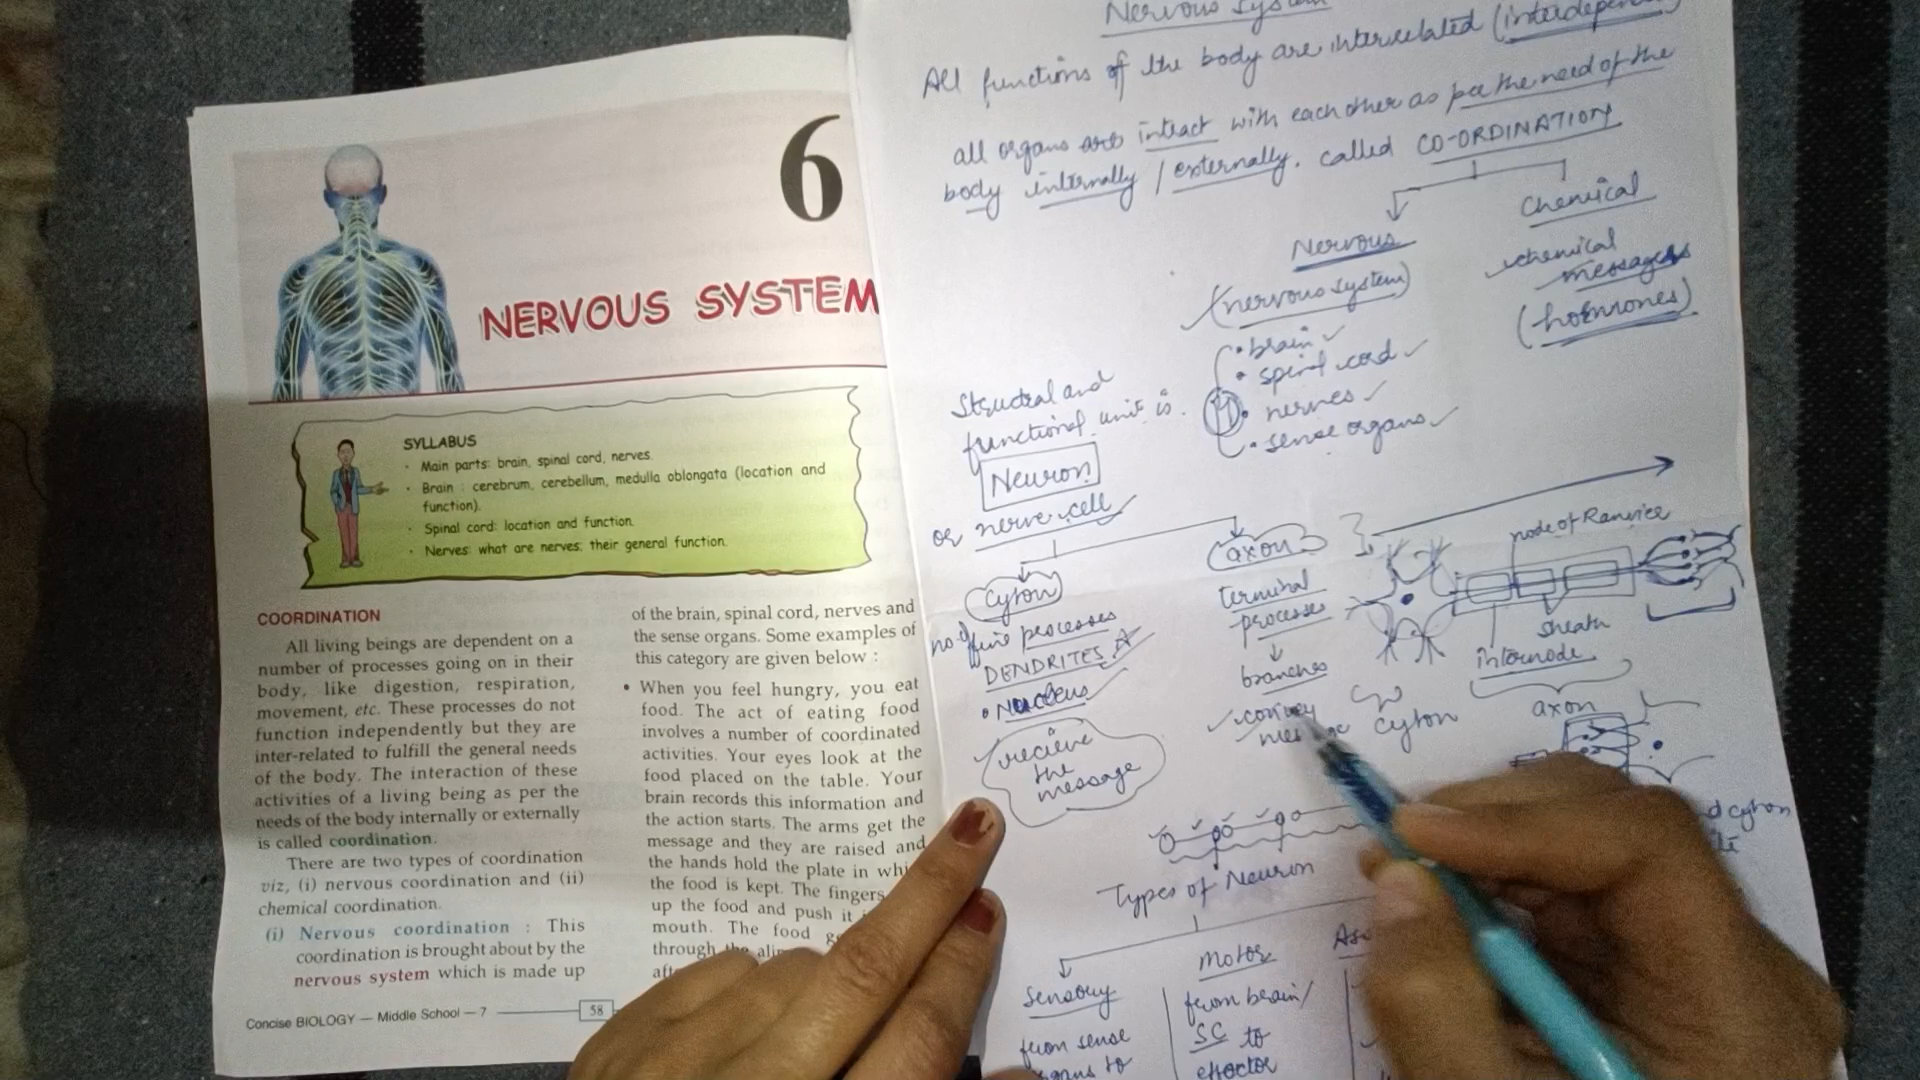 6
NERVOUS SYSTEM
SYLLABUS
• Main parts: brain, spinal cord, nerves.
• Brain : cerebrum, cerebellum, medulla oblongata (location and
function).
• Spinal cord: location and function.
• Nerves: what are nerves; their general function.
COORDINATION
All living beings are dependent on a
number of processes going on in their
body, like digestion, respiration,
movement, etc. These processes do not
function independently but they are
inter-related to fulfill the general needs
of the body. The interaction of these
activities of a living being as per the
needs of the body internally or externally
is called coordination.
There are two types of coordination
viz, (i) nervous coordination and (ii)
chemical coordination.
(i) Nervous coordination : This
coordination is brought about by the
nervous system which is made up
of the brain, spinal cord, nerves and
the sense organs. Some examples of
this category are given below :
• When you feel hungry, you eat
food. The act of eating food
involves a number of coordinated
activities. Your eyes look at the
food placed on the table. Your
brain records this information and
the action starts. The arms get the
message and they are raised and
the hands hold the plate in
the food is kept. The fingers
up the food and push it
mouth. The food
through the
Concise BIOLOGY — Middle School — 7
58
Nervous System
All functions of the body are interrelated
all organs are intract with each other as per the need of the
body internally / externally. called CO-ORDINATION
Nervous
(nervous system)
• brain
• spinal cord
• nerves
• sense organs
Chemical
chemical
messages
(hormones)
Structral and
functional unit is.
Neuron
or nerve cell
Cyton
no of fine processes
DENDRITES
• Nucleus
recieve
the
message
axon
terminal
processes
branches
convey
node of Ranvier
sheath
internode
cyton
axon
cyton
Types of Neuron
Sensory
from sense
to
Motor
from brain/
SC to
effector